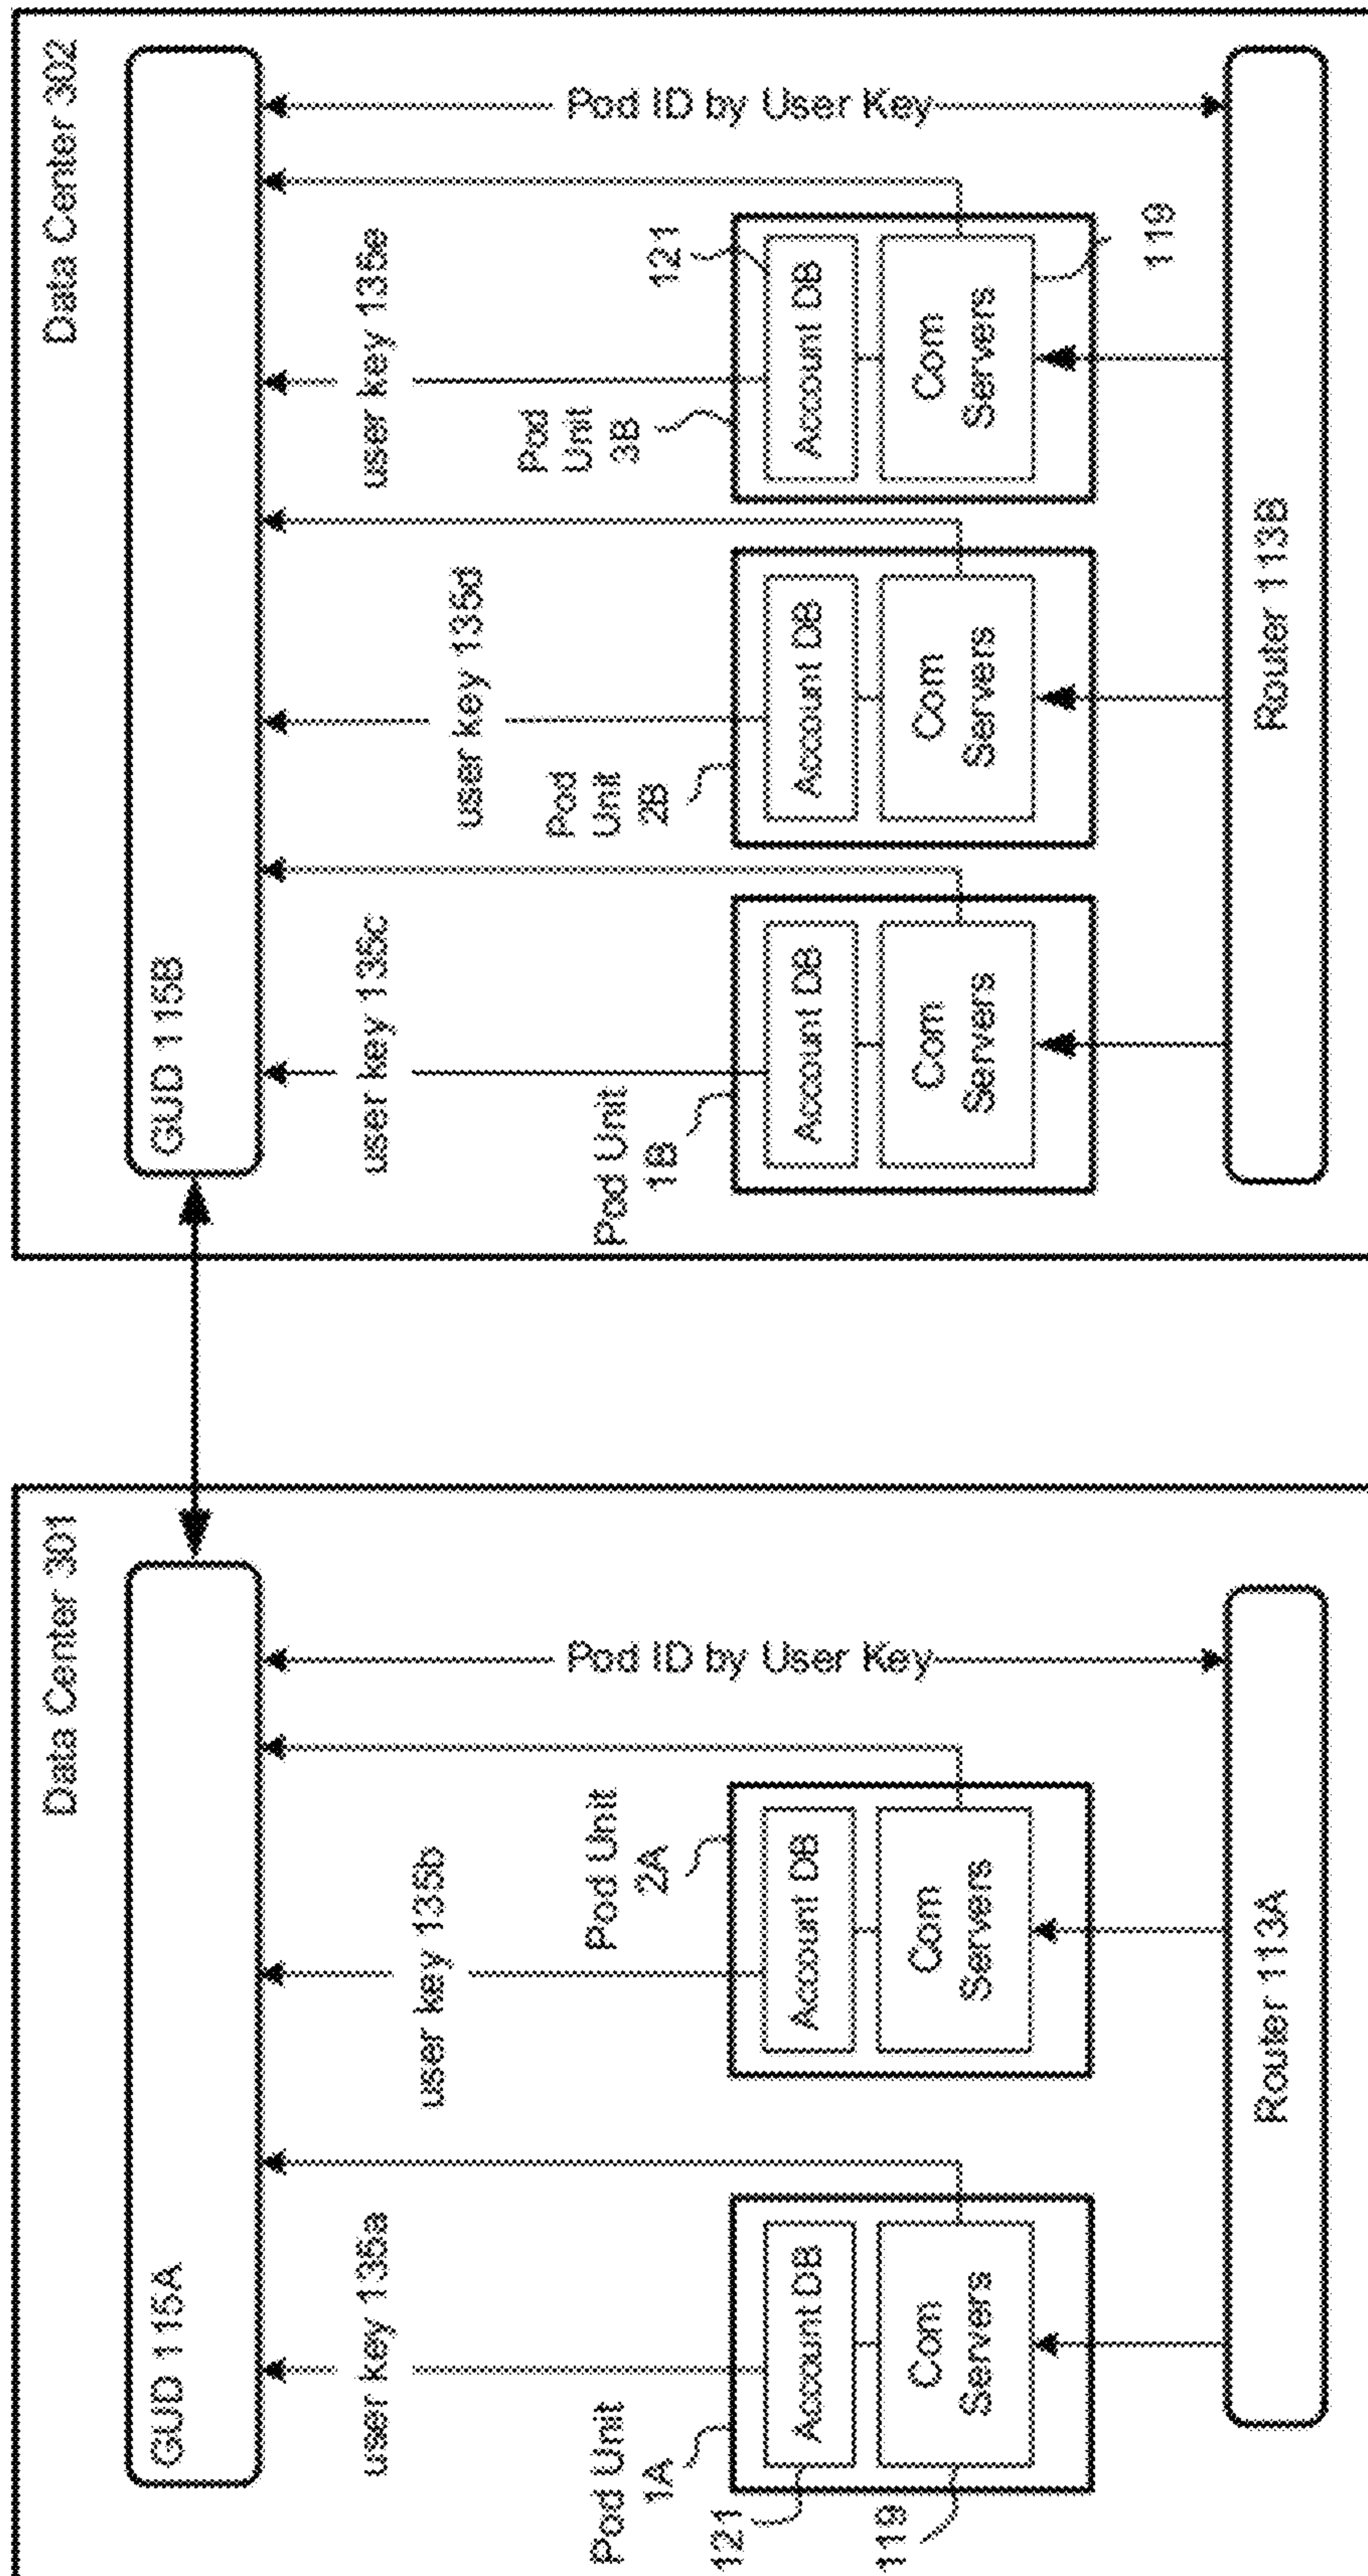 Data Center 301
GUD 115A
user key 135a
user key 135b
Pod ID by User Key
Pod Unit
1A
121
119
Account DB
Com
Servers
Pod Unit
2A
Account DB
Com
Servers
Router 113A
Data Center 302
GUD 115B
user key 135c
user key 135d
user key 135e
Pod ID by User Key
Pod Unit
1B
Account DB
Com
Servers
Pod
Unit
2B
Account DB
Com
Servers
Pod
Unit
3B
121
Account DB
Com
Servers
119
Router 113B